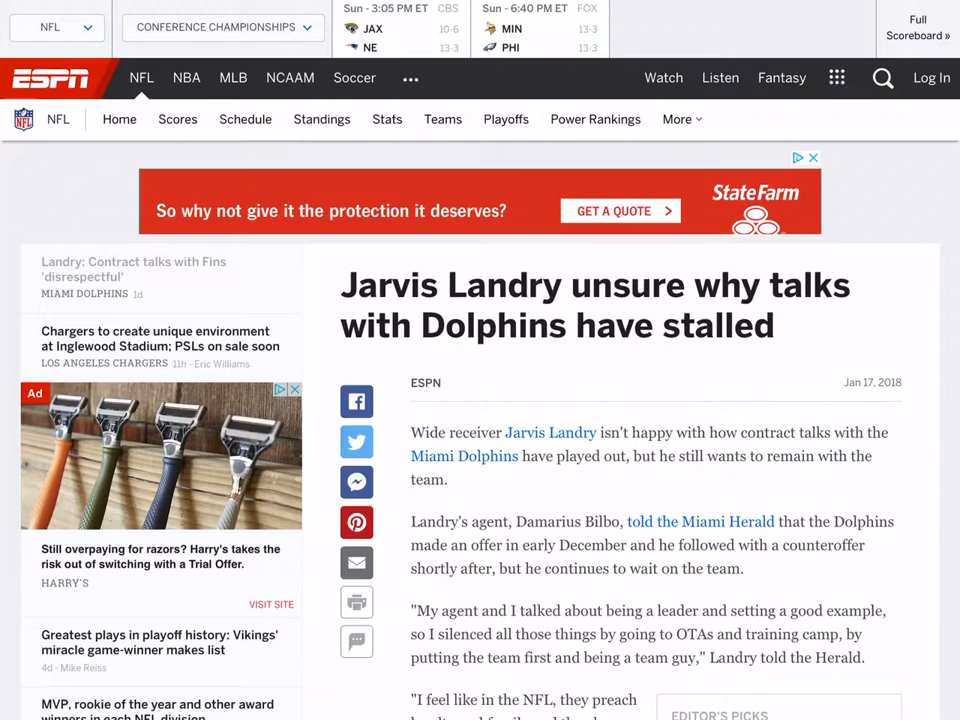 NFL
CONFERENCE CHAMPIONSHIPS
Sun - 3:05 PM ET CBS
JAX 10-6
NE 13-3
Sun - 6:40 PM ET FOX
MIN 13-3
PHI 13-3
Full
Scoreboard »
ESPN
NFL NBA MLB NCAAM Soccer •••
Watch Listen Fantasy Log In
NFL
Home Scores Schedule Standings Stats Teams Playoffs Power Rankings More
So why not give it the protection it deserves?
GET A QUOTE >
StateFarm
Landry: Contract talks with Fins
'disrespectful'
MIAMI DOLPHINS 1d
Chargers to create unique environment
at Inglewood Stadium; PSLs on sale soon
LOS ANGELES CHARGERS 11h - Eric Williams
Ad
Still overpaying for razors? Harry's takes the
risk out of switching with a Trial Offer.
HARRY'S
VISIT SITE
Greatest plays in playoff history: Vikings'
miracle game-winner makes list
4d - Mike Reiss
MVP, rookie of the year and other award
winners in each NFL division
Jarvis Landry unsure why talks
with Dolphins have stalled
ESPN
Jan 17, 2018
Wide receiver Jarvis Landry isn't happy with how contract talks with the
Miami Dolphins have played out, but he still wants to remain with the
team.
Landry's agent, Damarius Bilbo, told the Miami Herald that the Dolphins
made an offer in early December and he followed with a counteroffer
shortly after, but he continues to wait on the team.
"My agent and I talked about being a leader and setting a good example,
so I silenced all those things by going to OTAs and training camp, by
putting the team first and being a team guy," Landry told the Herald.
"I feel like in the NFL, they preach
EDITOR'S PICKS